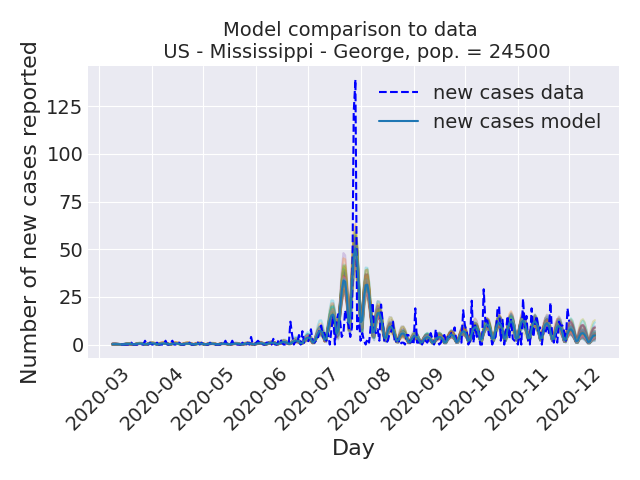 Model comparison to data
US - Mississippi - George, pop. = 24500
Number of new cases reported
125
100
75
50
25
0
new cases data
new cases model
2020-03
2020-04
2020-05
2020-06
2020-07
2020-08
2020-09
2020-10
2020-11
2020-12
Day